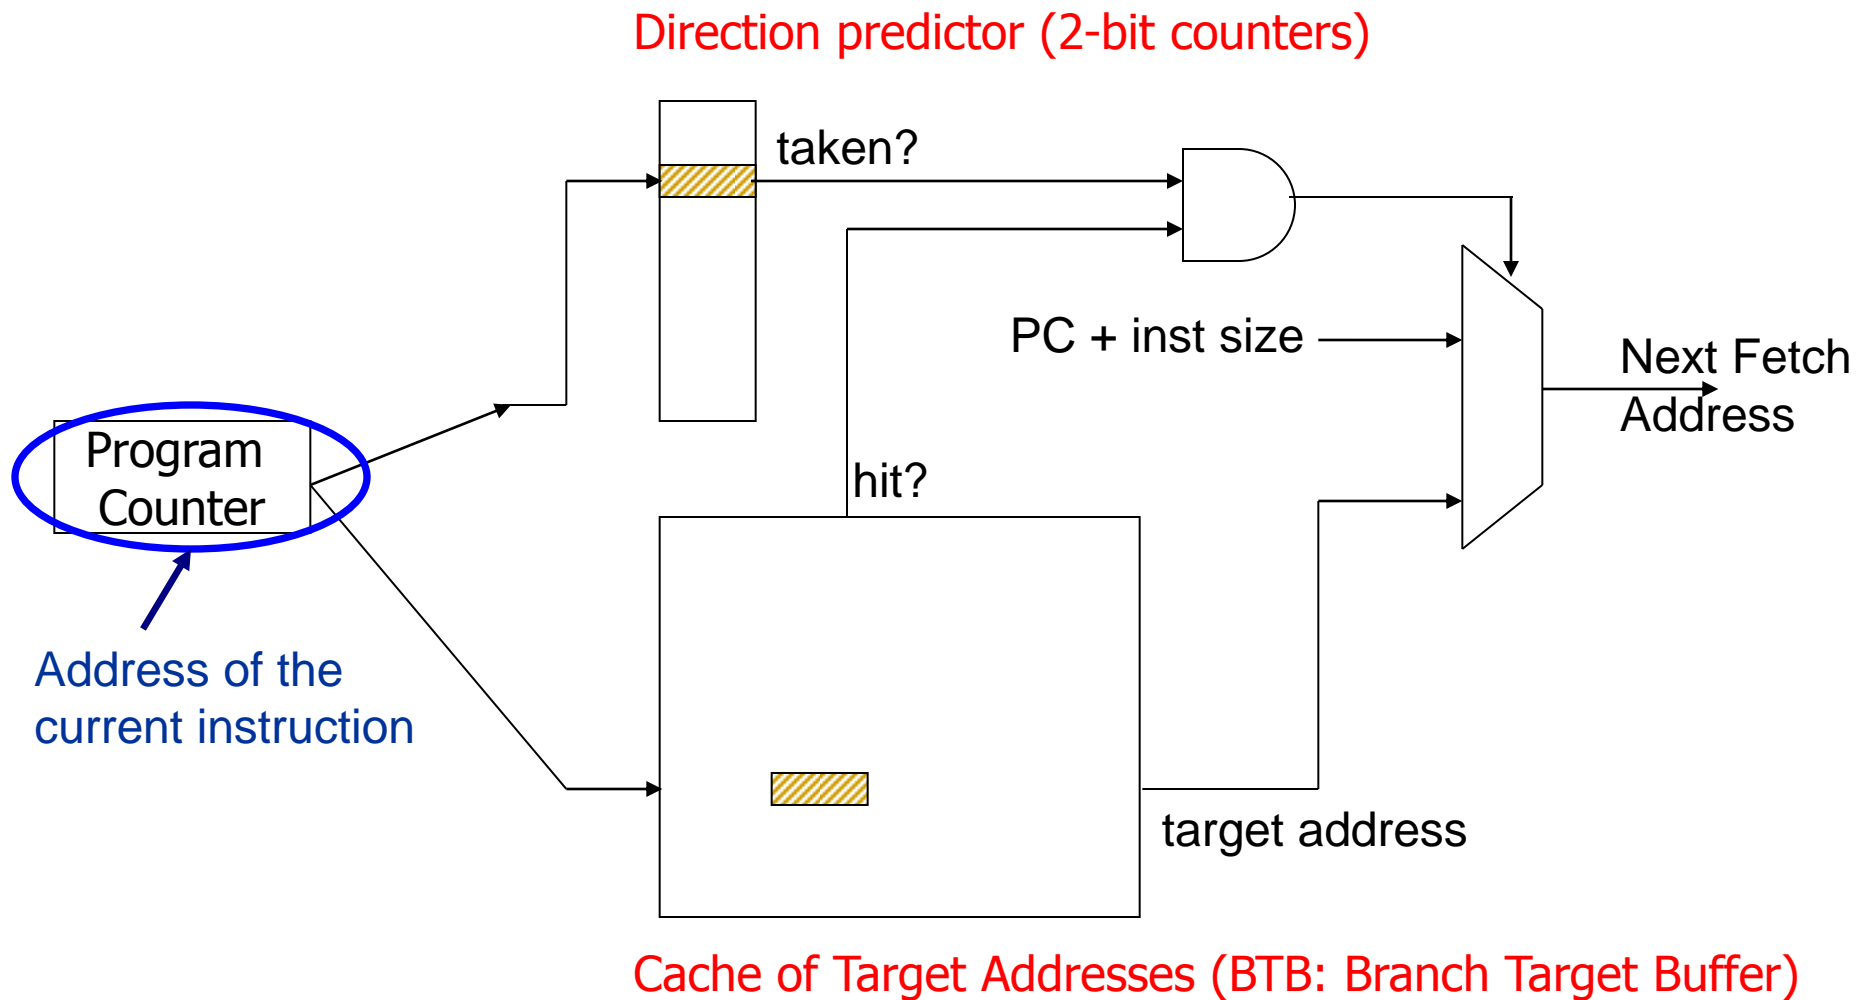 Direction predictor (2-bit counters)
taken?
PC + inst size
Next Fetch
Address
Program
Counter
hit?
Address of the
current instruction
target address
Cache of Target Addresses (BTB: Branch Target Buffer)